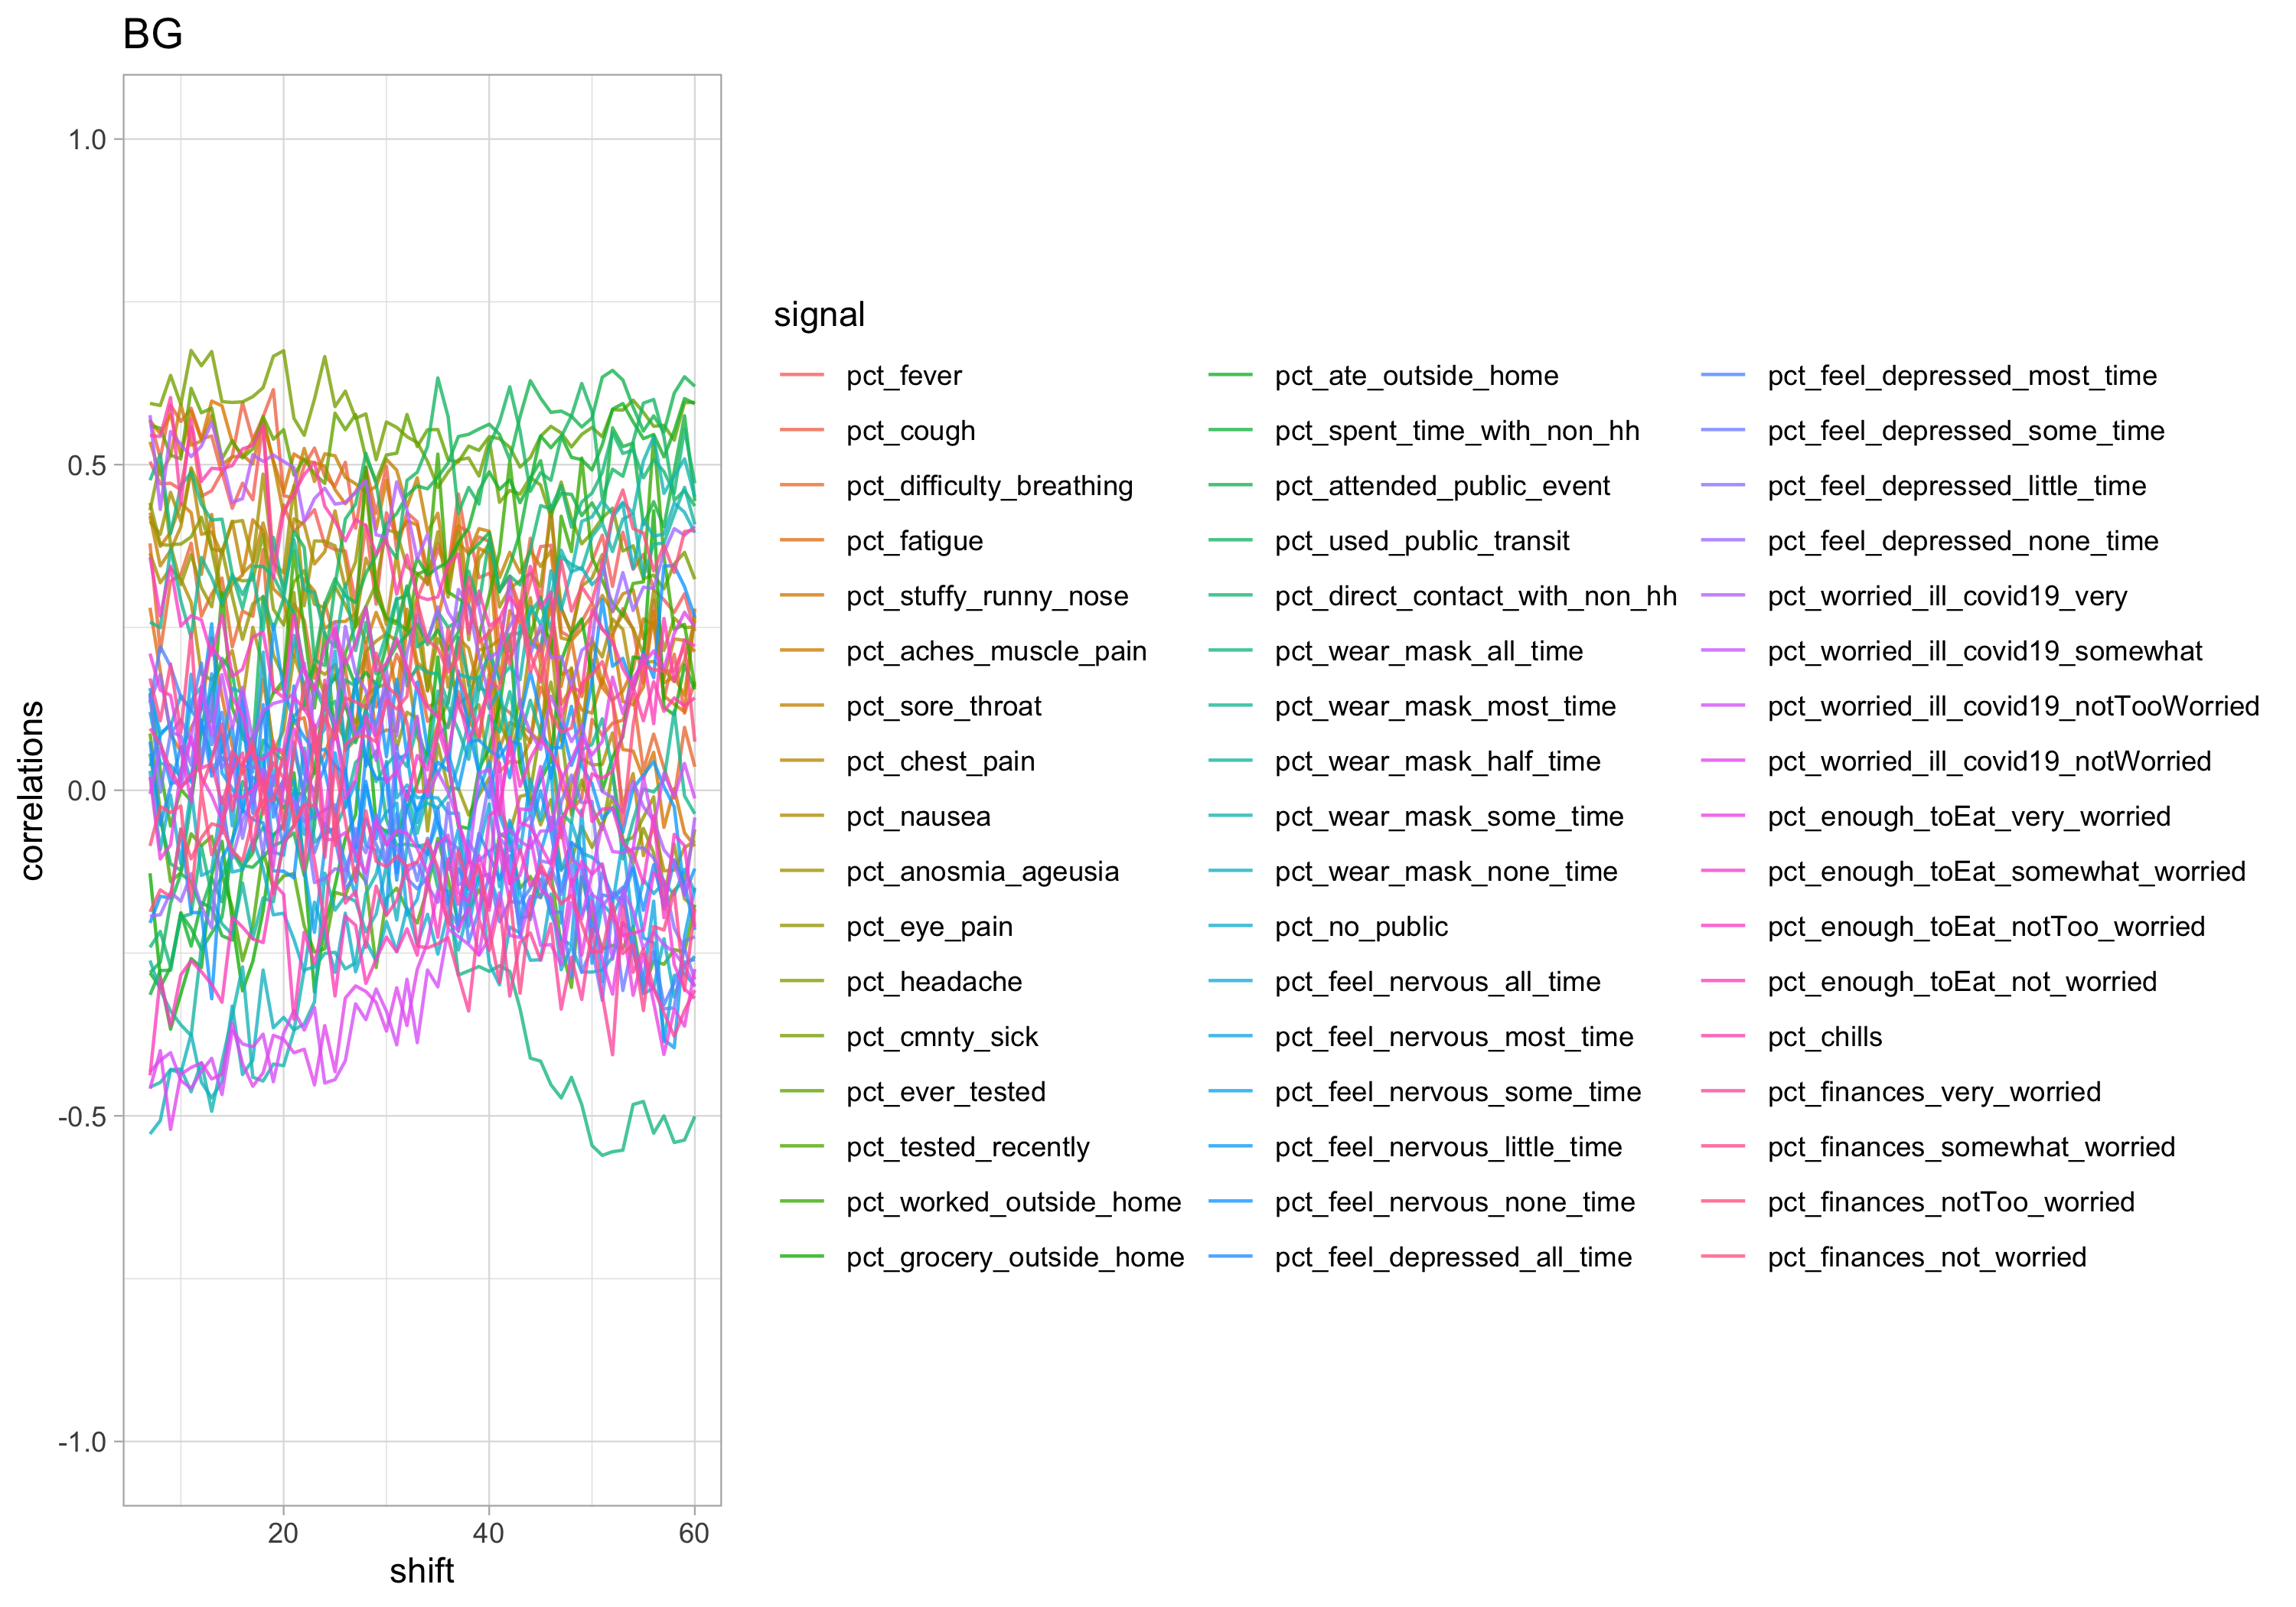 BG
1.0
0.5
0.0
-0.5
-1.0
correlations
20
40
60
shift
signal
pct_fever
pct_cough
pct_difficulty_breathing
pct_fatigue
pct_stuffy_runny_nose
pct_aches_muscle_pain
pct_sore_throat
pct_chest_pain
pct_nausea
pct_anosmia_ageusia
pct_eye_pain
pct_headache
pct_cmnty_sick
pct_ever_tested
pct_tested_recently
pct_worked_outside_home
pct_grocery_outside_home
pct_ate_outside_home
pct_spent_time_with_non_hh
pct_attended_public_event
pct_used_public_transit
pct_direct_contact_with_non_hh
pct_wear_mask_all_time
pct_wear_mask_most_time
pct_wear_mask_half_time
pct_wear_mask_some_time
pct_wear_mask_none_time
pct_no_public
pct_feel_nervous_all_time
pct_feel_nervous_most_time
pct_feel_nervous_some_time
pct_feel_nervous_little_time
pct_feel_nervous_none_time
pct_feel_depressed_all_time
pct_feel_depressed_most_time
pct_feel_depressed_some_time
pct_feel_depressed_little_time
pct_feel_depressed_none_time
pct_worried_ill_covid19_very
pct_worried_ill_covid19_somewhat
pct_worried_ill_covid19_notTooWorried
pct_worried_ill_covid19_notWorried
pct_enough_toEat_very_worried
pct_enough_toEat_somewhat_worried
pct_enough_toEat_notToo_worried
pct_enough_toEat_not_worried
pct_chills
pct_finances_very_worried
pct_finances_somewhat_worried
pct_finances_notToo_worried
pct_finances_not_worried